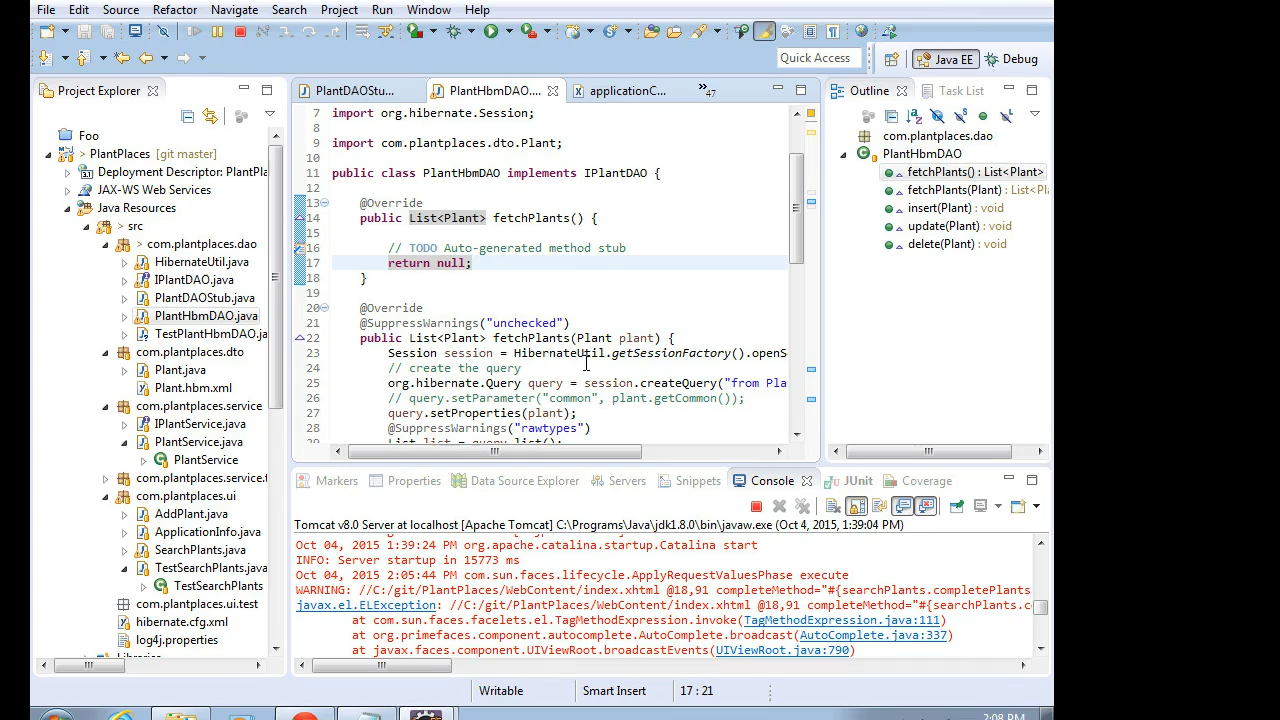 File Edit Source Refactor Navigate Search Project Run Window Help
Quick Access
Java EE
Debug
Project Explorer
Foo
PlantPlaces [git master]
Deployment Descriptor: PlantPlaces
JAX-WS Web Services
Java Resources
src
com.plantplaces.dao
HibernateUtil.java
IPlantDAO.java
PlantDAOStub.java
PlantHbmDAO.java
TestPlantHbmDAO.ja
com.plantplaces.dto
Plant.java
Plant.hbm.xml
com.plantplaces.service
IPlantService.java
PlantService.java
PlantService
com.plantplaces.service.t
com.plantplaces.ui
AddPlant.java
ApplicationInfo.java
SearchPlants.java
TestSearchPlants.java
TestSearchPlants
com.plantplaces.ui.test
hibernate.cfg.xml
log4j.properties
PlantDAOStu...
PlantHbmDAO....
applicationC...
»47
7 import org.hibernate.Session;
8
9 import com.plantplaces.dto.Plant;
10
11 public class PlantHbmDAO implements IPlantDAO {
12
13 @Override
14 public List<Plant> fetchPlants() {
15
16 // TODO Auto-generated method stub
17 return null;
18 }
19
20 @Override
21 @SuppressWarnings("unchecked")
22 public List<Plant> fetchPlants(Plant plant) {
23 Session session = HibernateUtil.getSessionFactory().openS
24 // create the query
25 org.hibernate.Query query = session.createQuery("from Pla
26 // query.setParameter("common", plant.getCommon());
27 query.setProperties(plant);
28 @SuppressWarnings("rawtypes")
29 List list = query.list();
Outline
Task List
com.plantplaces.dao
PlantHbmDAO
fetchPlants() : List<Plant>
fetchPlants(Plant) : List<Pl
insert(Plant) : void
update(Plant) : void
delete(Plant) : void
Markers
Properties
Data Source Explorer
Servers
Snippets
Console
JUnit
Coverage
Tomcat v8.0 Server at localhost [Apache Tomcat] C:\Programs\Java\jdk1.8.0\bin\javaw.exe (Oct 4, 2015, 1:39:04 PM)
Oct 04, 2015 1:39:24 PM org.apache.catalina.startup.Catalina start
INFO: Server startup in 15773 ms
Oct 04, 2015 2:05:44 PM com.sun.faces.lifecycle.ApplyRequestValuesPhase execute
WARNING: //C:/git/PlantPlaces/WebContent/index.xhtml @18,91 completeMethod="#{searchPlants.completePlants
javax.el.ELException: //C:/git/PlantPlaces/WebContent/index.xhtml @18,91 completeMethod="#{searchPlants.co
at com.sun.faces.facelets.el.TagMethodExpression.invoke(TagMethodExpression.java:111)
at org.primefaces.component.autocomplete.AutoComplete.broadcast(AutoComplete.java:337)
at javax.faces.component.UIViewRoot.broadcastEvents(UIViewRoot.java:790)
Writable
Smart Insert
17 : 21
2:08 PM